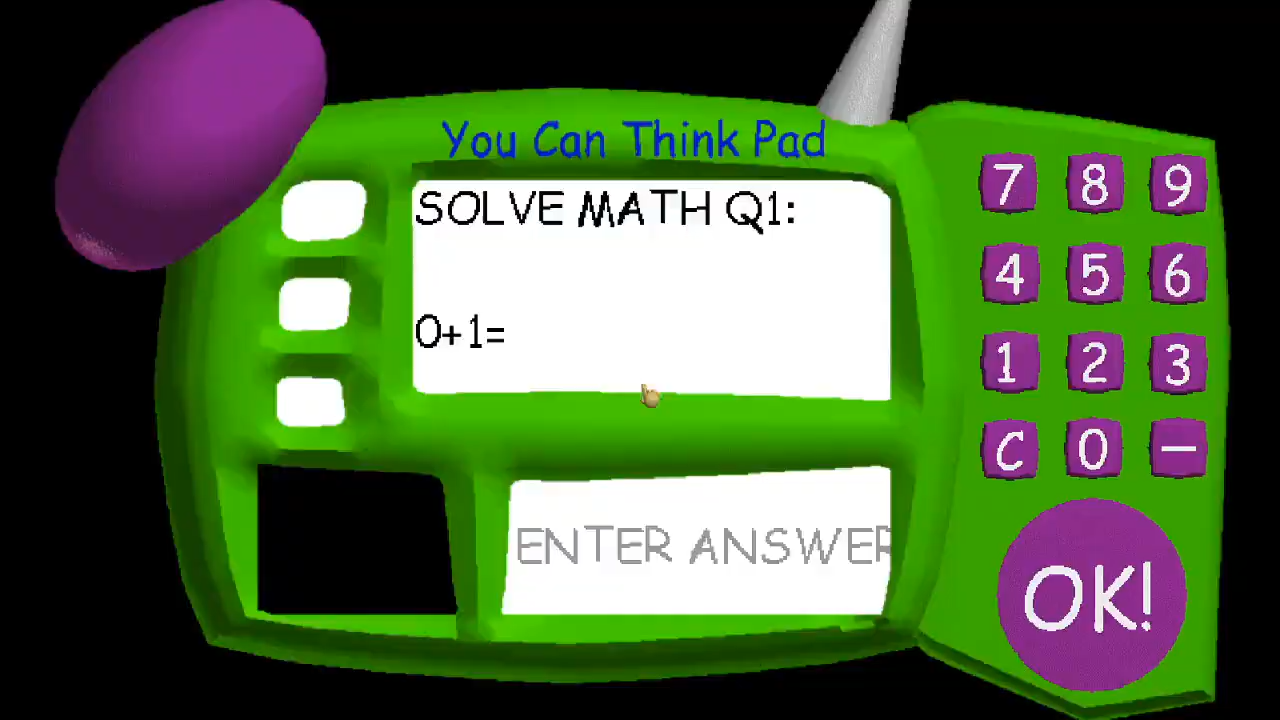 You Can Think Pad
SOLVE MATH Q1:
0+1=
ENTER ANSWER
7 8 9
4 5 6
1 2 3
C 0 —
OK!